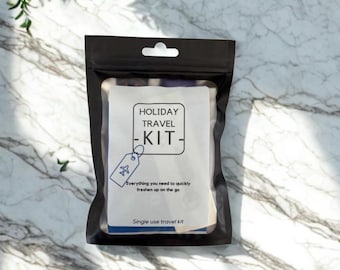 HOLIDAY
TRAVEL
-KIT-
Everything you need to quickly
freshen up on the go
Single use travel kit